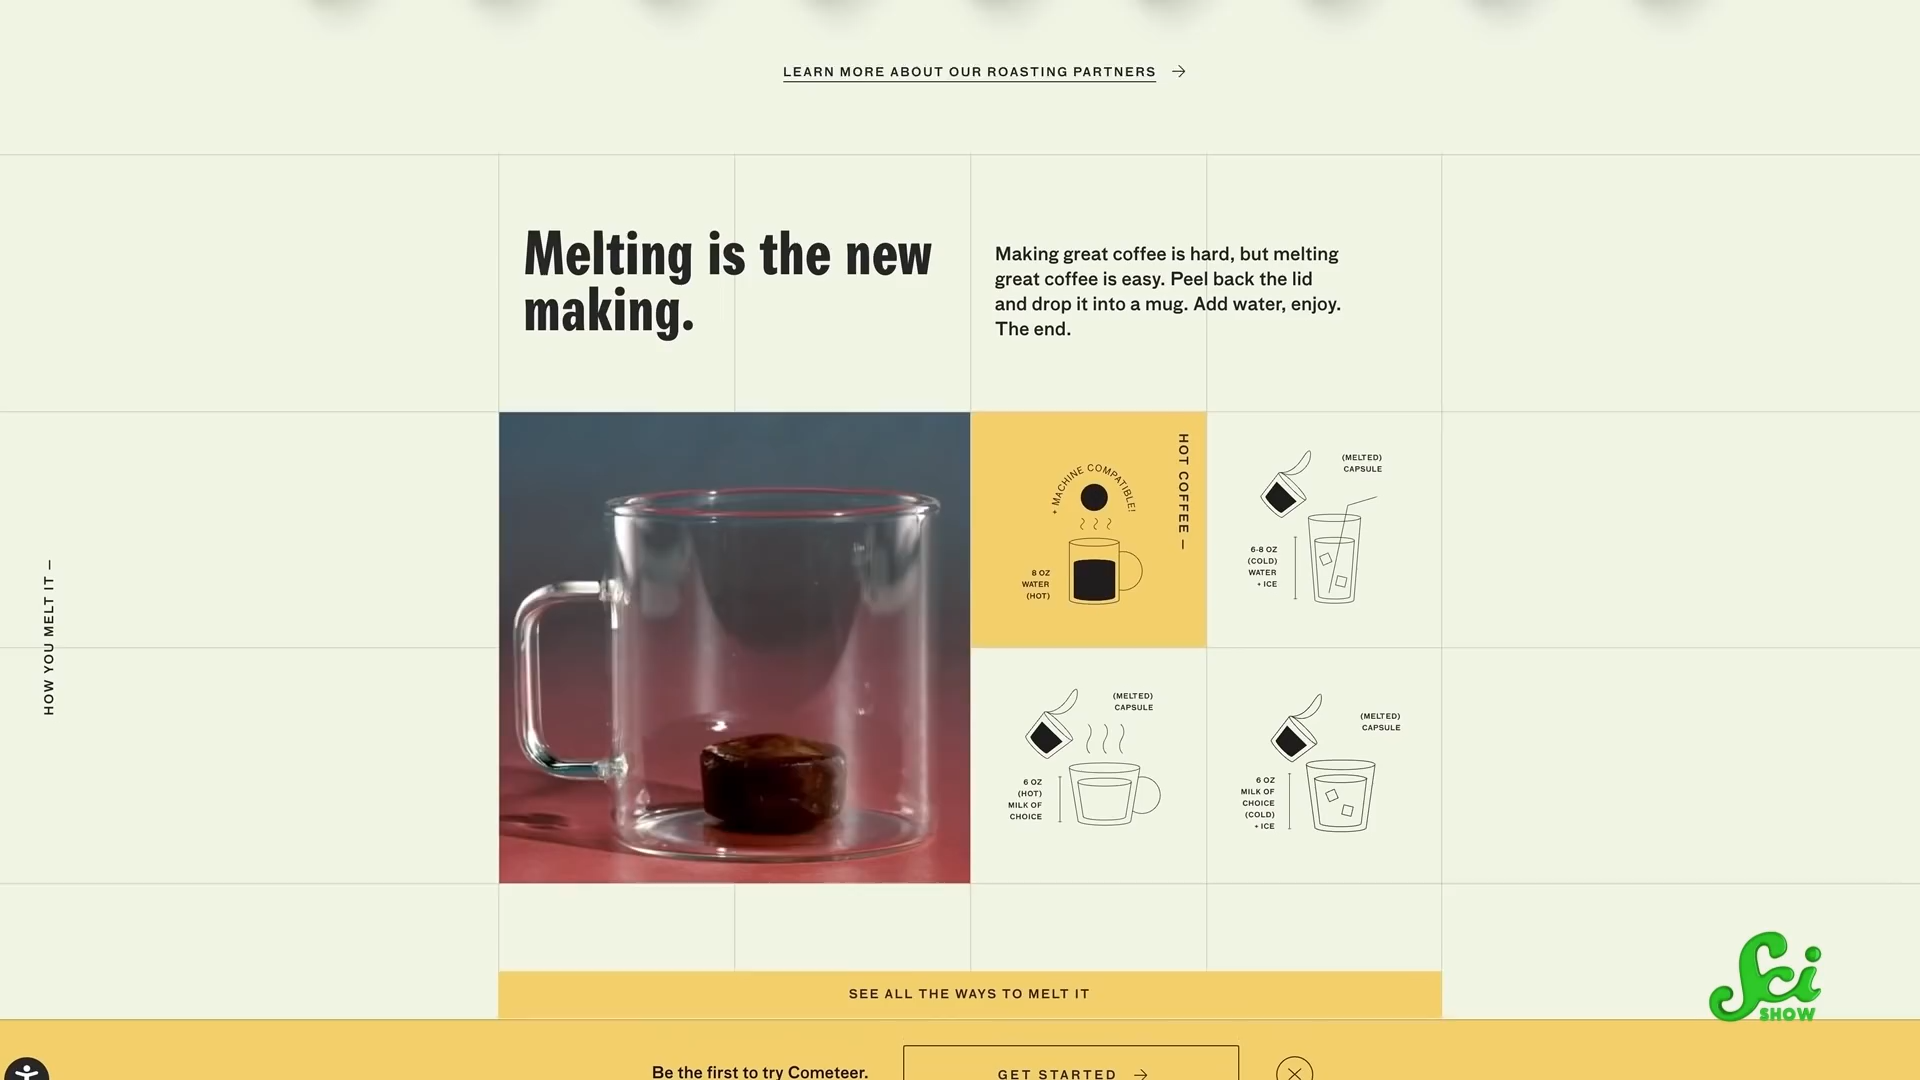 LEARN MORE ABOUT OUR ROASTING PARTNERS
Melting is the new
making.
Making great coffee is hard, but melting
great coffee is easy. Peel back the lid
and drop it into a mug. Add water, enjoy.
The end.
HOW YOU MELT IT —
HOT COFFEE —
+ MACHINE COMPATIBLE!
8 OZ
WATER
(HOT)
(MELTED)
CAPSULE
6-8 OZ
(COLD)
WATER
+ ICE
(MELTED)
CAPSULE
6 OZ
(HOT)
MILK OF
CHOICE
(MELTED)
CAPSULE
6 OZ
MILK OF
CHOICE
(COLD)
+ ICE
SEE ALL THE WAYS TO MELT IT
Sci
SHOW
Be the first to try Cometeer.
GET STARTED